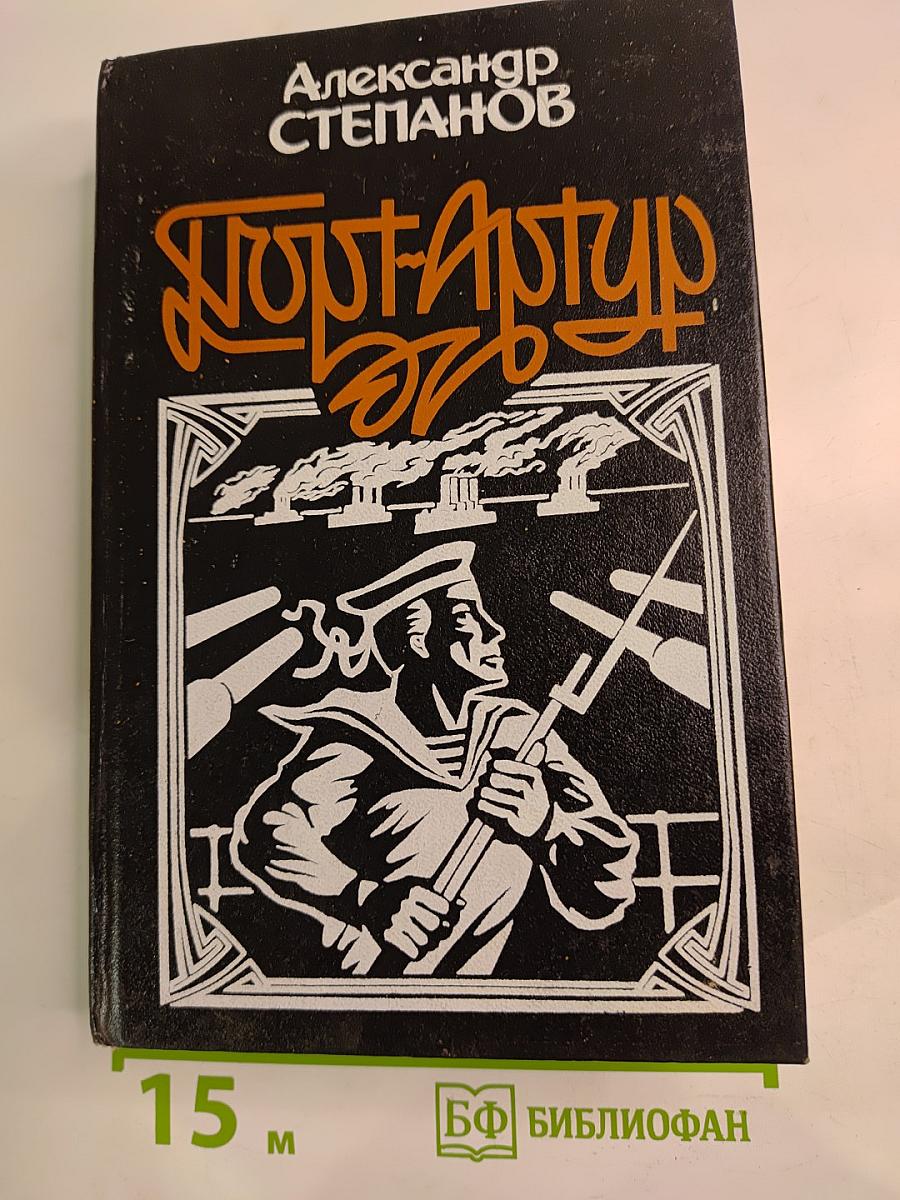 Александр
СТЕПАНОВ
Порт-Артур
15 м
БФ БИБЛИОФАН